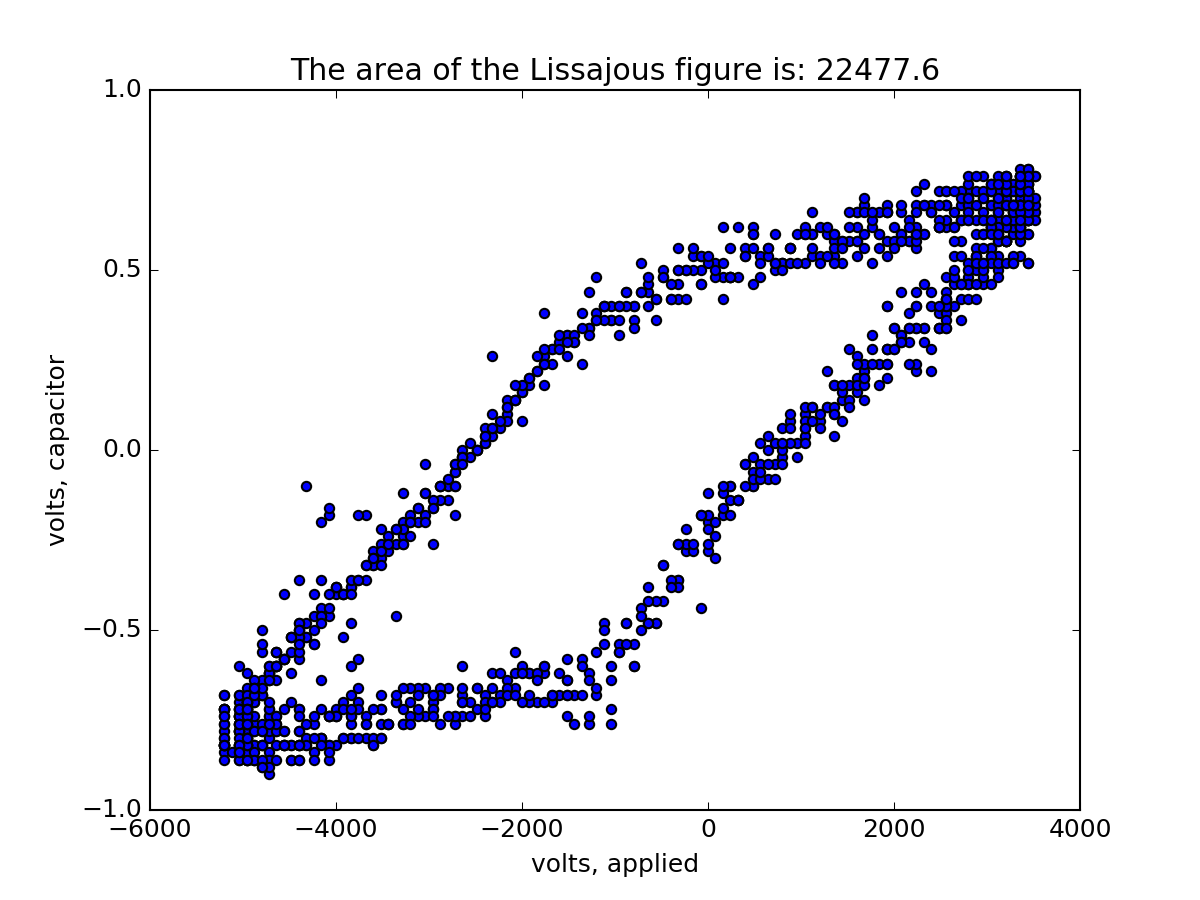 The area of the Lissajous figure is: 22477.6
1.0
0.5
0.0
−0.5
−1.0
volts, capacitor
−6000 −4000 −2000 0 2000 4000
volts, applied